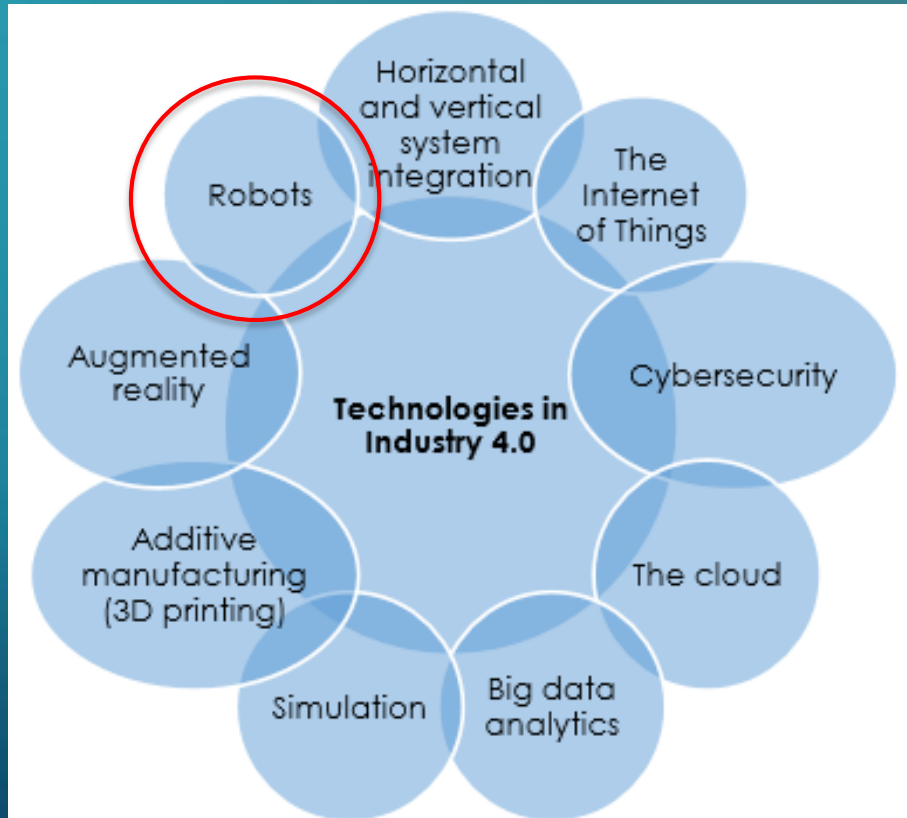 Horizontal
and vertical
system
integration
The
Internet
of Things
Cybersecurity
The cloud
Big data
analytics
Simulation
Additive
manufacturing
(3D printing)
Augmented
reality
Robots
Technologies in
Industry 4.0